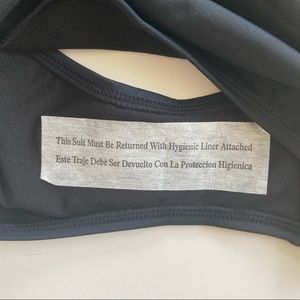 This Suit Must Be Returned With Hygienic Liner Attached
Este Traje Debe Ser Devuelto Con La Proteccion Higienica